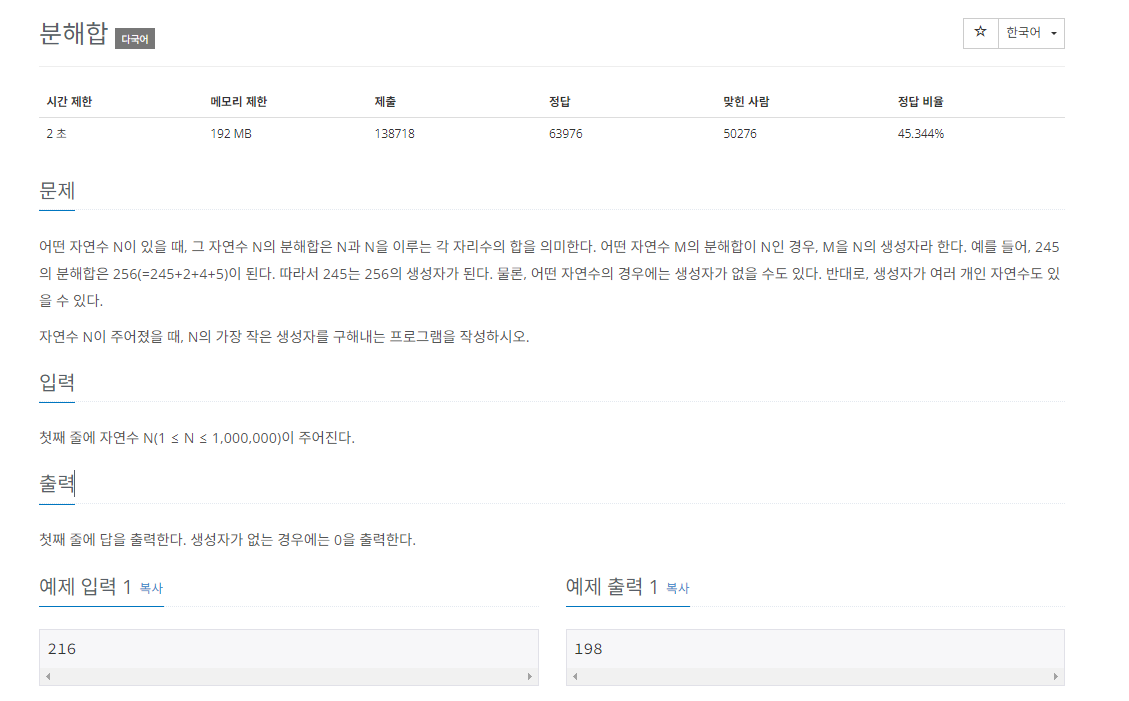 분해합 다국어
☆ 한국어
시간 제한 메모리 제한 제출 정답 맞힌 사람 정답 비율
2 초 192 MB 138718 63976 50276 45.344%
문제
어떤 자연수 N이 있을 때, 그 자연수 N의 분해합은 N과 N을 이루는 각 자리수의 합을 의미한다. 어떤 자연수 M의 분해합이 N인 경우, M을 N의 생성자라 한다. 예를 들어, 245
의 분해합은 256(=245+2+4+5)이 된다. 따라서 245는 256의 생성자가 된다. 물론, 어떤 자연수의 경우에는 생성자가 없을 수도 있다. 반대로, 생성자가 여러 개인 자연수도 있
을 수 있다.
자연수 N이 주어졌을 때, N의 가장 작은 생성자를 구해내는 프로그램을 작성하시오.
입력
첫째 줄에 자연수 N(1 ≤ N ≤ 1,000,000)이 주어진다.
출력
첫째 줄에 답을 출력한다. 생성자가 없는 경우에는 0을 출력한다.
예제 입력 1 복사
216
예제 출력 1 복사
198